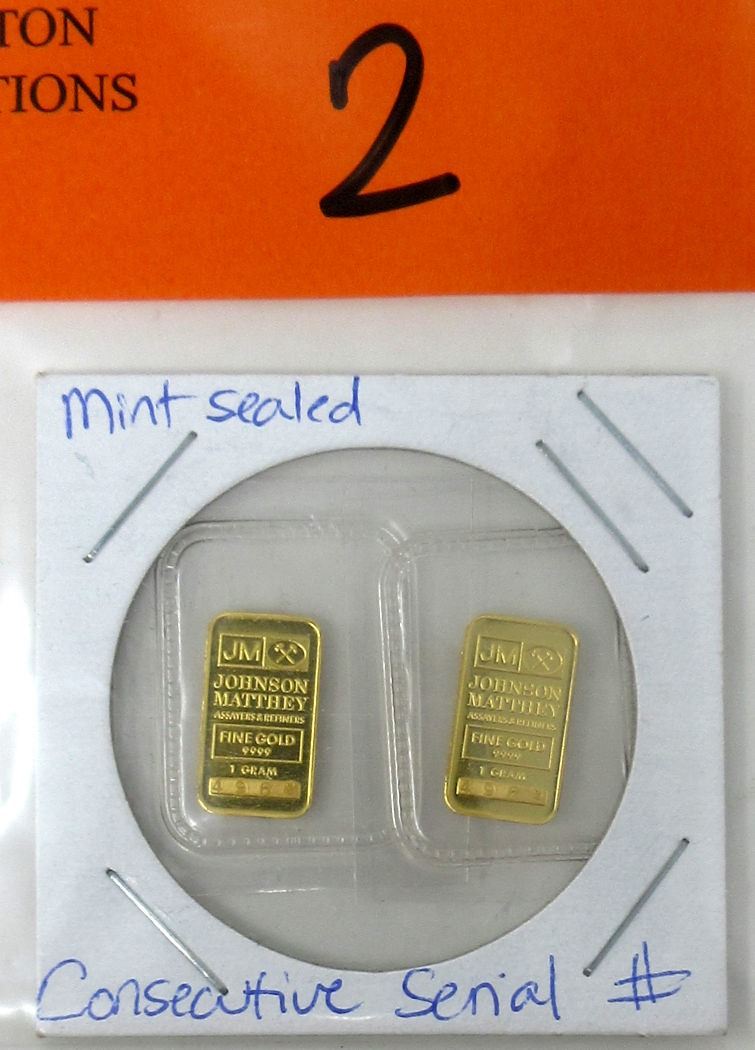 TON
TIONS
2
Mint sealed
JM
JOHNSON
MATTHEY
ASSAYERS & REFINERS
FINE GOLD
9999
1 GRAM
JM
JOHNSON
MATTHEY
ASSAYERS & REFINERS
FINE GOLD
9999
1 GRAM
Consecutive Serial #